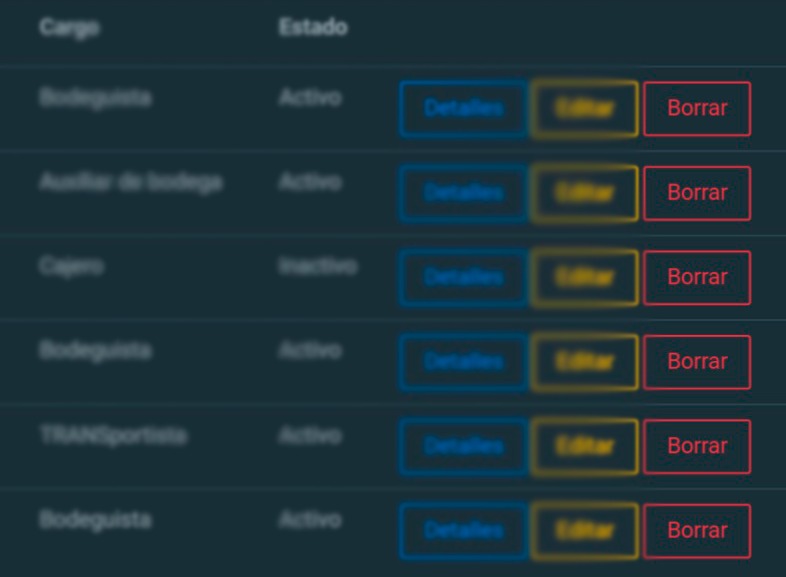 Cargo Estado
Bodeguista Activo Detalles Editar Borrar
Auxiliar de bodega Activo Detalles Editar Borrar
Cajero Inactivo Detalles Editar Borrar
Bodeguista Activo Detalles Editar Borrar
TRANSportista Activo Detalles Editar Borrar
Bodeguista Activo Detalles Editar Borrar